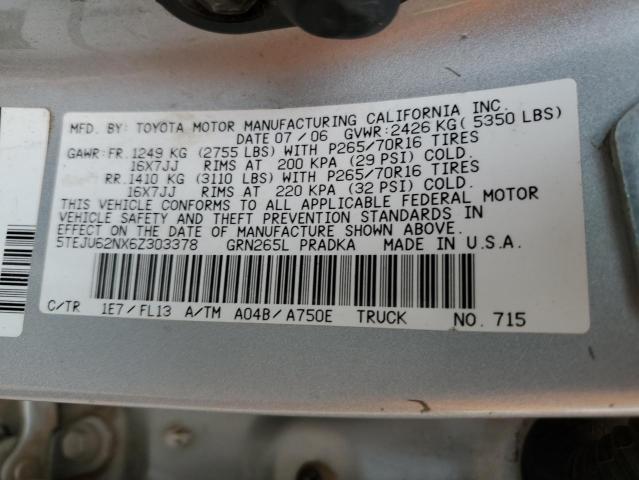 MFD. BY: TOYOTA MOTOR MANUFACTURING CALIFORNIA INC.
DATE 07 / 06 GVWR: 2426 KG ( 5350 LBS)
GAWR: FR. 1249 KG (2755 LBS) WITH P265/70R16 TIRES
16X7JJ RIMS AT 200 KPA (29 PSI) COLD.
RR. 1410 KG (3110 LBS) WITH P265/70R16 TIRES
16X7JJ RIMS AT 220 KPA (32 PSI) COLD.
THIS VEHICLE CONFORMS TO ALL APPLICABLE FEDERAL MOTOR
VEHICLE SAFETY AND THEFT PREVENTION STANDARDS IN
EFFECT ON THE DATE OF MANUFACTURE SHOWN ABOVE.
5TEJU62NX6Z303378 GRN265L PRADKA MADE IN U.S.A.
C/TR 1E7/ FL13 A/TM A04B/ A750E TRUCK NO. 715